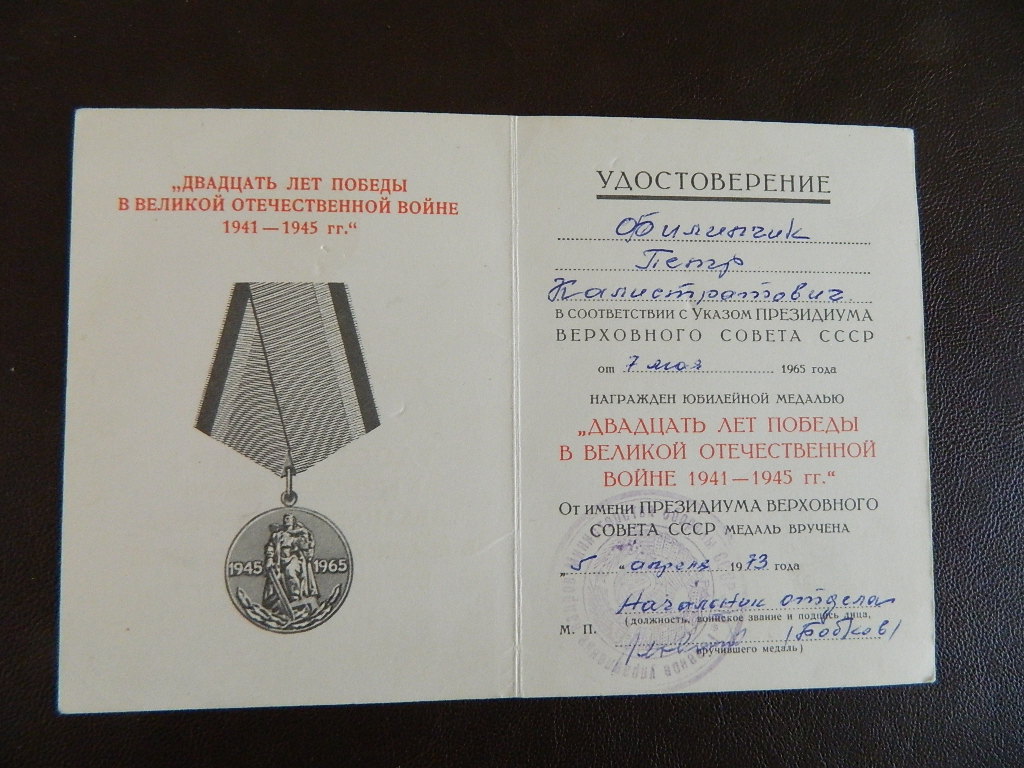 „ДВАДЦАТЬ ЛЕТ ПОБЕДЫ
В ВЕЛИКОЙ ОТЕЧЕСТВЕННОЙ ВОЙНЕ
1941 — 1945 гг.“
1945 1965
УДОСТОВЕРЕНИЕ
Обилинчик
Петр
Калистратович
В СООТВЕТСТВИИ С УКАЗОМ ПРЕЗИДИУМА
ВЕРХОВНОГО СОВЕТА СССР
от 7 мая 1965 года
НАГРАЖДЕН ЮБИЛЕЙНОЙ МЕДАЛЬЮ
„ДВАДЦАТЬ ЛЕТ ПОБЕДЫ
В ВЕЛИКОЙ ОТЕЧЕСТВЕННОЙ
ВОЙНЕ 1941 — 1945 гг.“
От имени ПРЕЗИДИУМА ВЕРХОВНОГО
СОВЕТА СССР МЕДАЛЬ ВРУЧЕНА
„5“ апреля 1973 года
Начальник отдела
(должность, воинское звание и подпись лица,
М. П. (Бобков)
вручившего медаль)